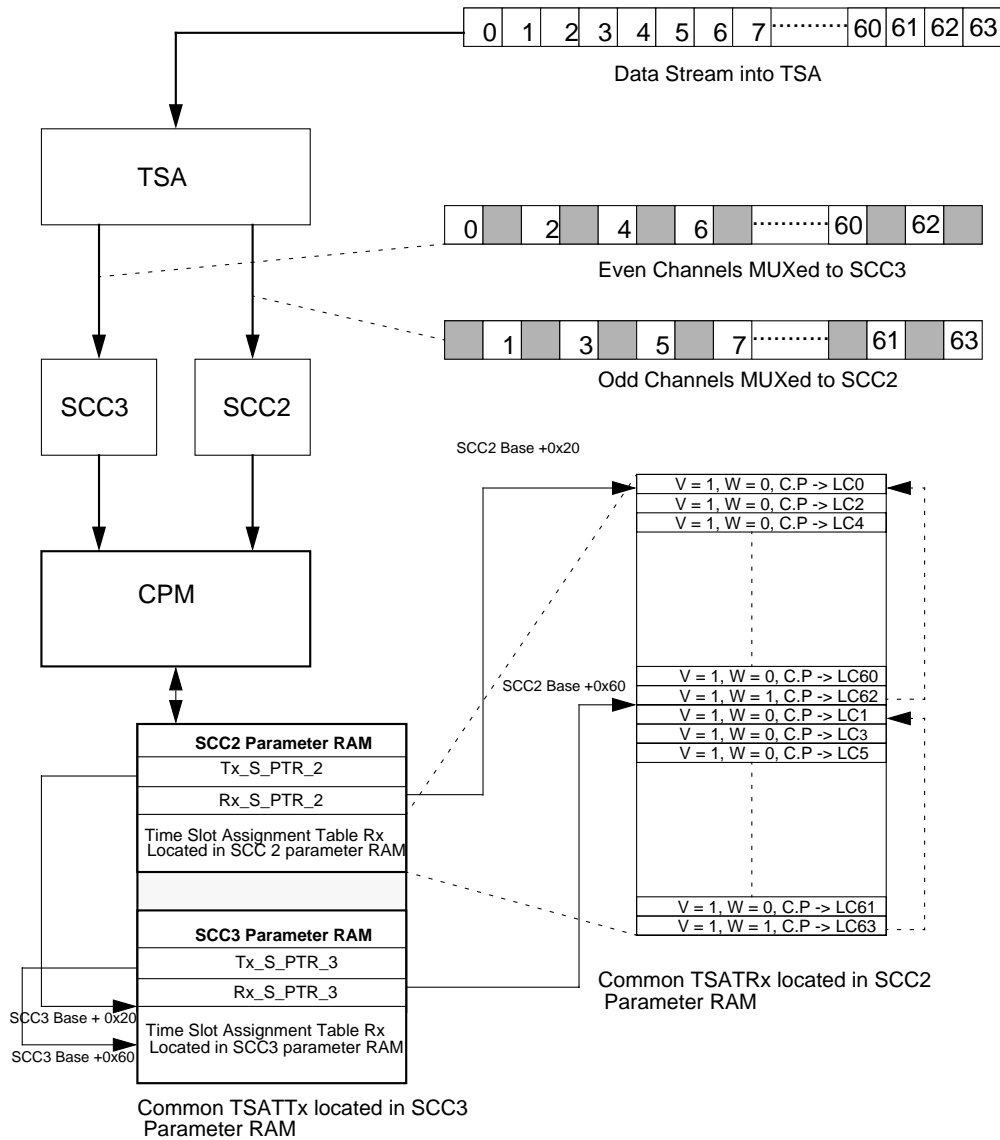 0 1 2 3 4 5 6 7 60 61 62 63
Data Stream into TSA
TSA
0 2 4 6 60 62
Even Channels MUXed to SCC3
1 3 5 7 61 63
Odd Channels MUXed to SCC2
SCC3
SCC2
SCC2 Base +0x20
V = 1, W = 0, C.P -> LC0
V = 1, W = 0, C.P -> LC2
V = 1, W = 0, C.P -> LC4
CPM
SCC2 Base +0x60
V = 1, W = 0, C.P -> LC60
V = 1, W = 1, C.P -> LC62
V = 1, W = 0, C.P -> LC1
V = 1, W = 0, C.P -> LC3
V = 1, W = 0, C.P -> LC5
V = 1, W = 0, C.P -> LC61
V = 1, W = 1, C.P -> LC63
Common TSATRx located in SCC2
Parameter RAM
SCC2 Parameter RAM
Tx_S_PTR_2
Rx_S_PTR_2
Time Slot Assignment Table Rx
Located in SCC 2 parameter RAM
SCC3 Parameter RAM
Tx_S_PTR_3
Rx_S_PTR_3
SCC3 Base + 0x20
Time Slot Assignment Table Rx
Located in SCC3 parameter RAM
SCC3 Base +0x60
Common TSATTx located in SCC3
Parameter RAM